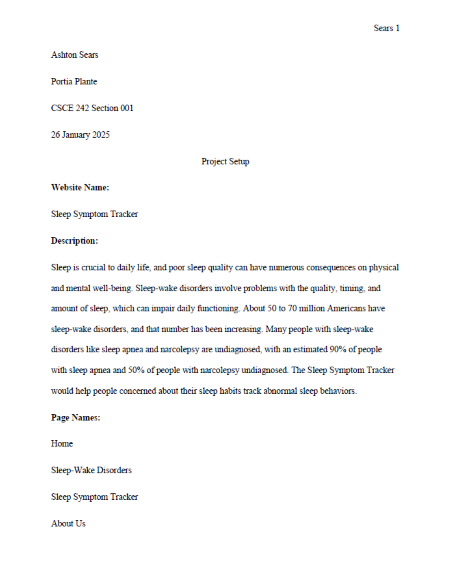 Sears 1
Ashton Sears
Portia Plante
CSCE 242 Section 001
26 January 2025
Project Setup
Website Name:
Sleep Symptom Tracker
Description:
Sleep is crucial to daily life, and poor sleep quality can have numerous consequences on physical
and mental well-being. Sleep-wake disorders involve problems with the quality, timing, and
amount of sleep, which can impair daily functioning. About 50 to 70 million Americans have
sleep-wake disorders, and that number has been increasing. Many people with sleep-wake
disorders like sleep apnea and narcolepsy are undiagnosed, with an estimated 90% of people
with sleep apnea and 50% of people with narcolepsy undiagnosed. The Sleep Symptom Tracker
would help people concerned about their sleep habits track abnormal sleep behaviors.
Page Names:
Home
Sleep-Wake Disorders
Sleep Symptom Tracker
About Us